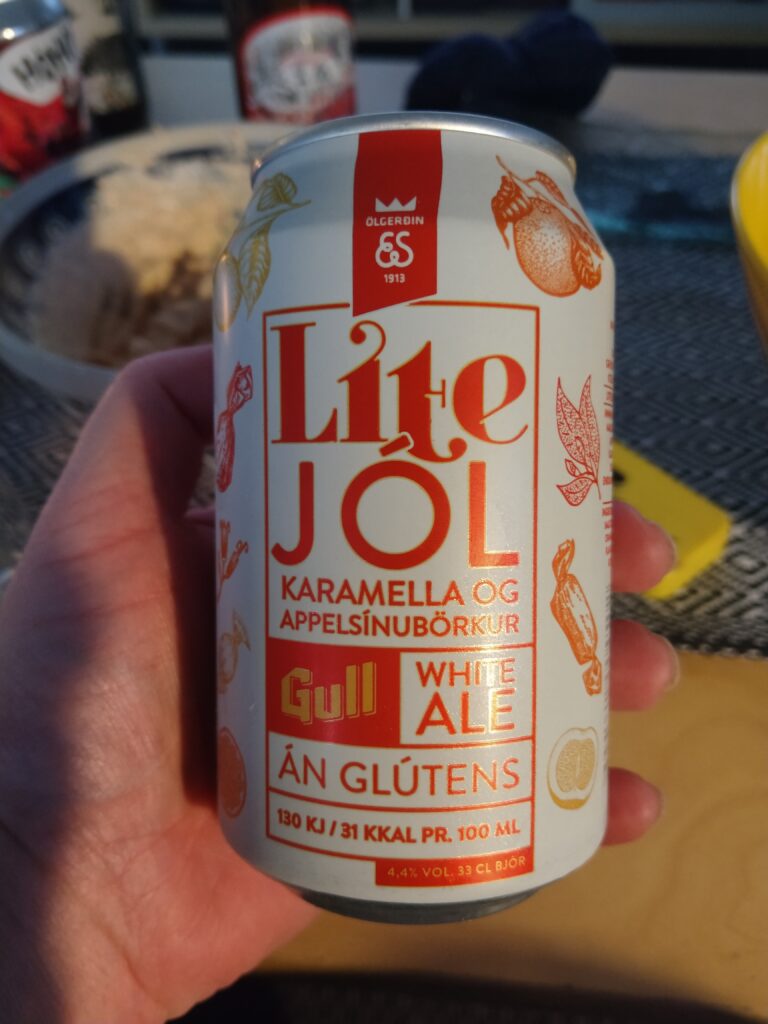 ÖLGERÐIN
ES
1913
Lite
JÓL
KARAMELLA OG
APPELSÍNUBÖRKUR
Gull
WHITE
ALE
ÁN GLÚTENS
130 KJ / 31 KKAL PR. 100 ML
4,4% VOL. 33 CL BJÓR